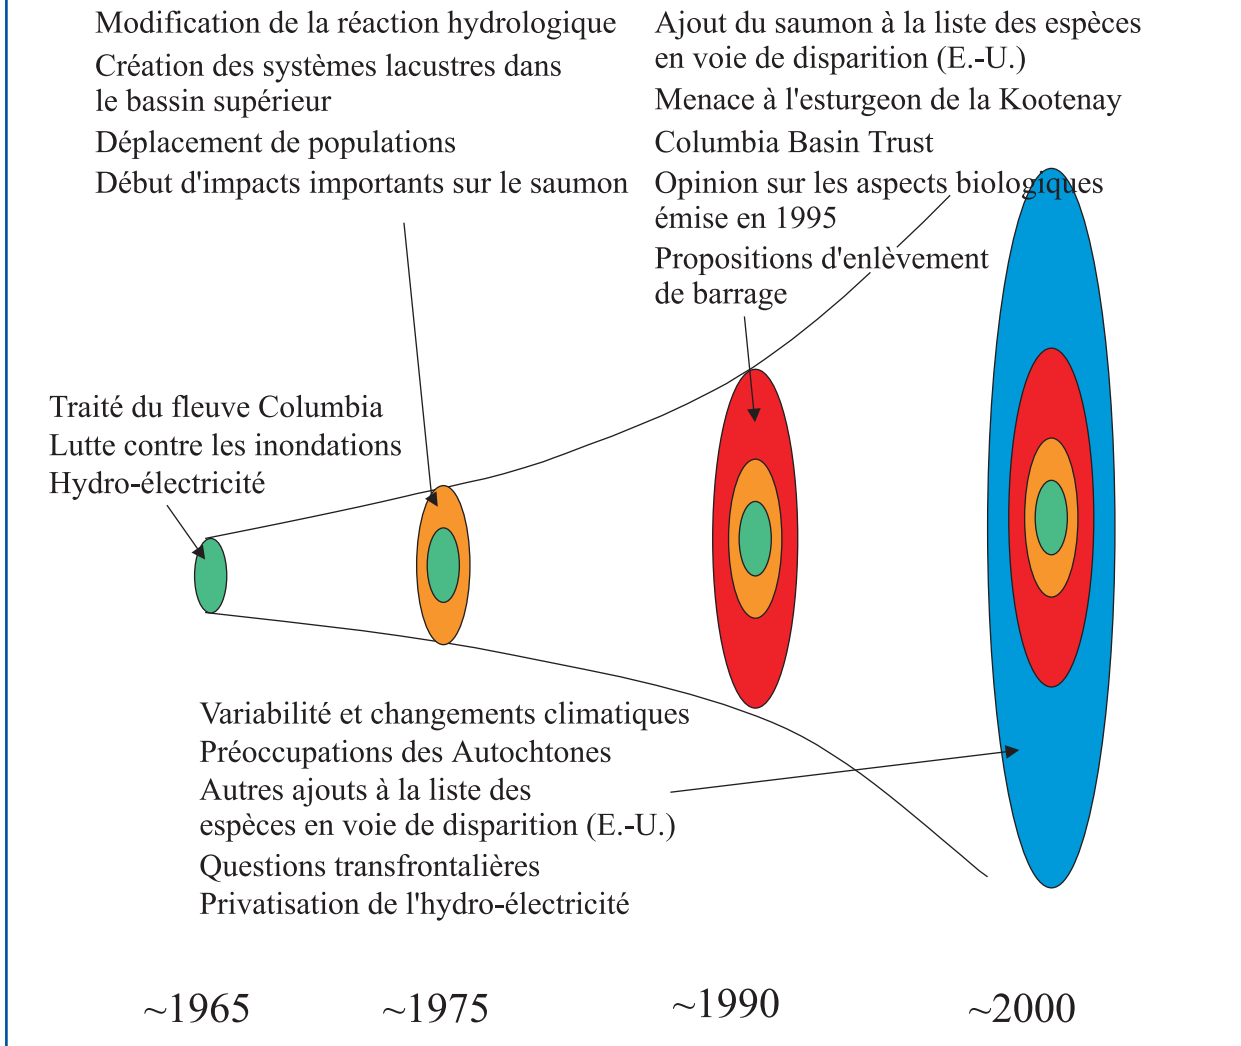 Modification de la réaction hydrologique
Création des systèmes lacustres dans
le bassin supérieur
Déplacement de populations
Début d'impacts importants sur le saumon
Ajout du saumon à la liste des espèces
en voie de disparition (E.-U.)
Menace à l'esturgeon de la Kootenay
Columbia Basin Trust
Opinion sur les aspects biologiques
émise en 1995
Propositions d'enlèvement
de barrage
Traité du fleuve Columbia
Lutte contre les inondations
Hydro-électricité
Variabilité et changements climatiques
Préoccupations des Autochtones
Autres ajouts à la liste des
espèces en voie de disparition (E.-U.)
Questions transfrontalières
Privatisation de l'hydro-électricité
~1965
~1975
~1990
~2000